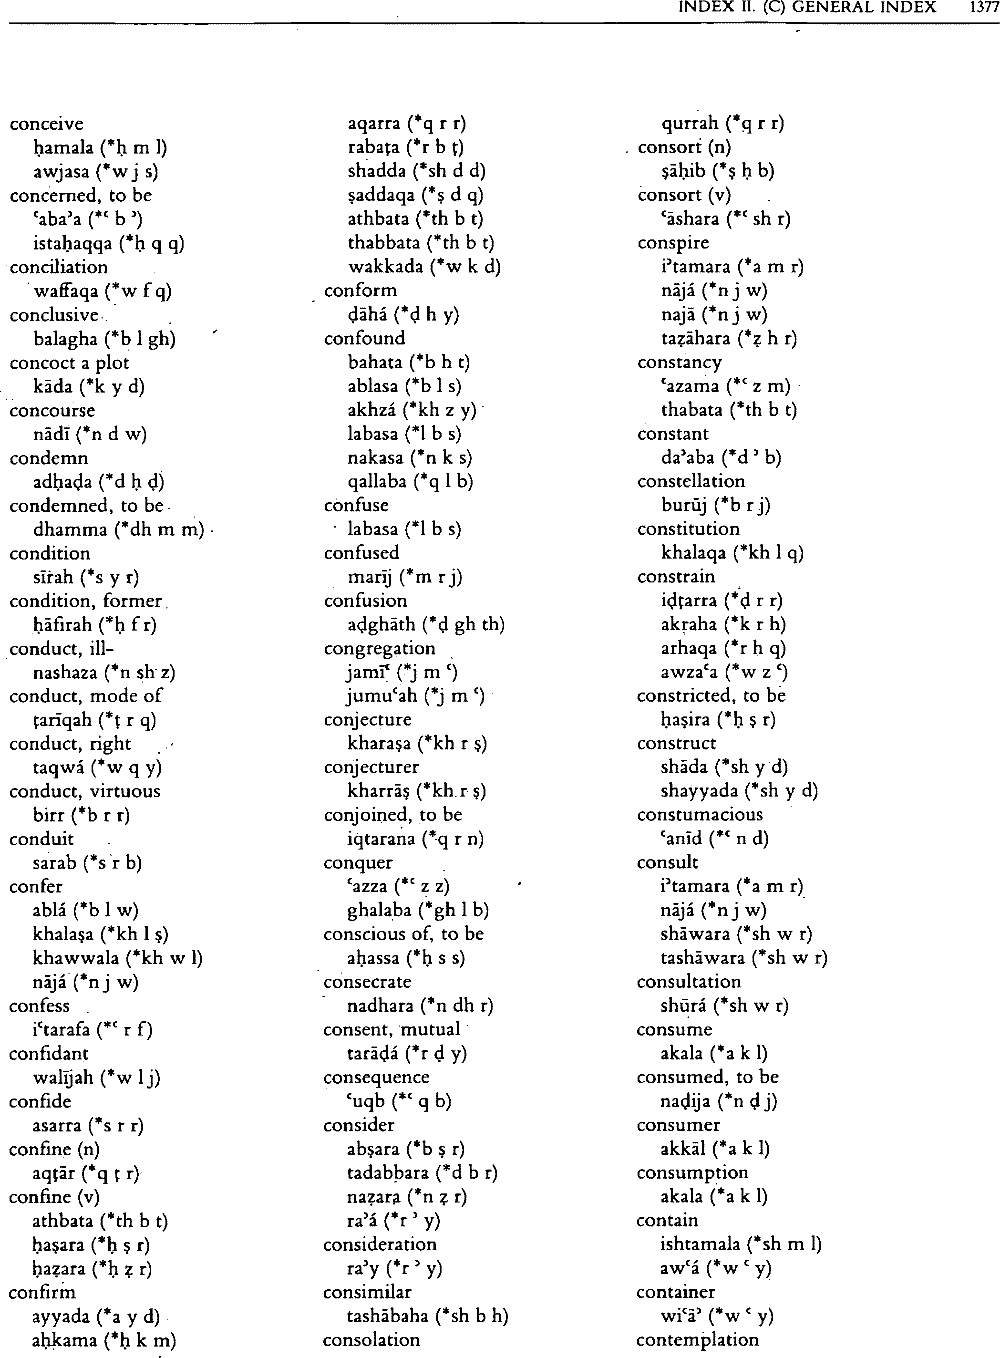 INDEX II. (C) GENERAL INDEX 1377
conceive
ḥamala (*ḥ m l)
awjasa (*w j s)
concerned, to be
ʿabaʾa (*ʿ b ʾ)
istaḥaqqa (*ḥ q q)
conciliation
waffaqa (*w f q)
conclusive
balagha (*b l gh)
concoct a plot
kāda (*k y d)
concourse
nādī (*n d w)
condemn
adḥaḍa (*d ḥ ḍ)
condemned, to be
dhamma (*dh m m)
condition
sīrah (*s y r)
condition, former
ḥāfirah (*ḥ f r)
conduct, ill-
nashaza (*n sh z)
conduct, mode of
ṭarīqah (*ṭ r q)
conduct, right
taqwá (*w q y)
conduct, virtuous
birr (*b r r)
conduit
sarab (*s r b)
confer
ablá (*b l w)
khalaṣa (*kh l ṣ)
khawwala (*kh w l)
nājá (*n j w)
confess
iʿtarafa (*ʿ r f)
confidant
walījah (*w l j)
confide
asarra (*s r r)
confine (n)
aqṭār (*q ṭ r)
confine (v)
athbata (*th b t)
ḥaṣara (*ḥ ṣ r)
ḥaẓara (*ḥ ẓ r)
confirm
ayyada (*a y d)
aḥkama (*ḥ k m)
aqarra (*q r r)
rabaṭa (*r b ṭ)
shadda (*sh d d)
ṣaddaqa (*ṣ d q)
athbata (*th b t)
thabbata (*th b t)
wakkada (*w k d)
conform
ḍāhá (*ḍ h y)
confound
bahata (*b h t)
ablasa (*b l s)
akhzá (*kh z y)
labasa (*l b s)
nakasa (*n k s)
qallaba (*q l b)
confuse
labasa (*l b s)
confused
marīj (*m r j)
confusion
aḍghāth (*ḍ gh th)
congregation
jamīʿ (*j m ʿ)
jumuʿah (*j m ʿ)
conjecture
kharaṣa (*kh r ṣ)
conjecturer
kharrāṣ (*kh r ṣ)
conjoined, to be
iqtarana (*q r n)
conquer
ʿazza (*ʿ z z)
ghalaba (*gh l b)
conscious of, to be
aḥassa (*ḥ s s)
consecrate
nadhara (*n dh r)
consent, mutual
tarāḍá (*r ḍ y)
consequence
ʿuqb (*ʿ q b)
consider
abṣara (*b ṣ r)
tadabbara (*d b r)
naẓara (*n ẓ r)
raʾá (*r ʾ y)
consideration
raʾy (*r ʾ y)
consimilar
tashābaha (*sh b h)
consolation
qurrah (*q r r)
consort (n)
ṣāḥib (*ṣ ḥ b)
consort (v)
ʿāshara (*ʿ sh r)
conspire
iʾtamara (*a m r)
nājá (*n j w)
najā (*n j w)
taẓāhara (*ẓ h r)
constancy
ʿazama (*ʿ z m)
thabata (*th b t)
constant
daʾaba (*d ʾ b)
constellation
burūj (*b r j)
constitution
khalaqa (*kh l q)
constrain
iḍṭarra (*ḍ r r)
akraha (*k r h)
arhaqa (*r h q)
awzaʿa (*w z ʿ)
constricted, to be
ḥaṣira (*ḥ ṣ r)
construct
shāda (*sh y d)
shayyada (*sh y d)
constumacious
ʿanīd (*ʿ n d)
consult
iʾtamara (*a m r)
nājá (*n j w)
shāwara (*sh w r)
tashāwara (*sh w r)
consultation
shūrá (*sh w r)
consume
akala (*a k l)
consumed, to be
naḍija (*n ḍ j)
consumer
akkāl (*a k l)
consumption
akala (*a k l)
contain
ishtamala (*sh m l)
awʿá (*w ʿ y)
container
wiʿāʾ (*w ʿ y)
contemplation